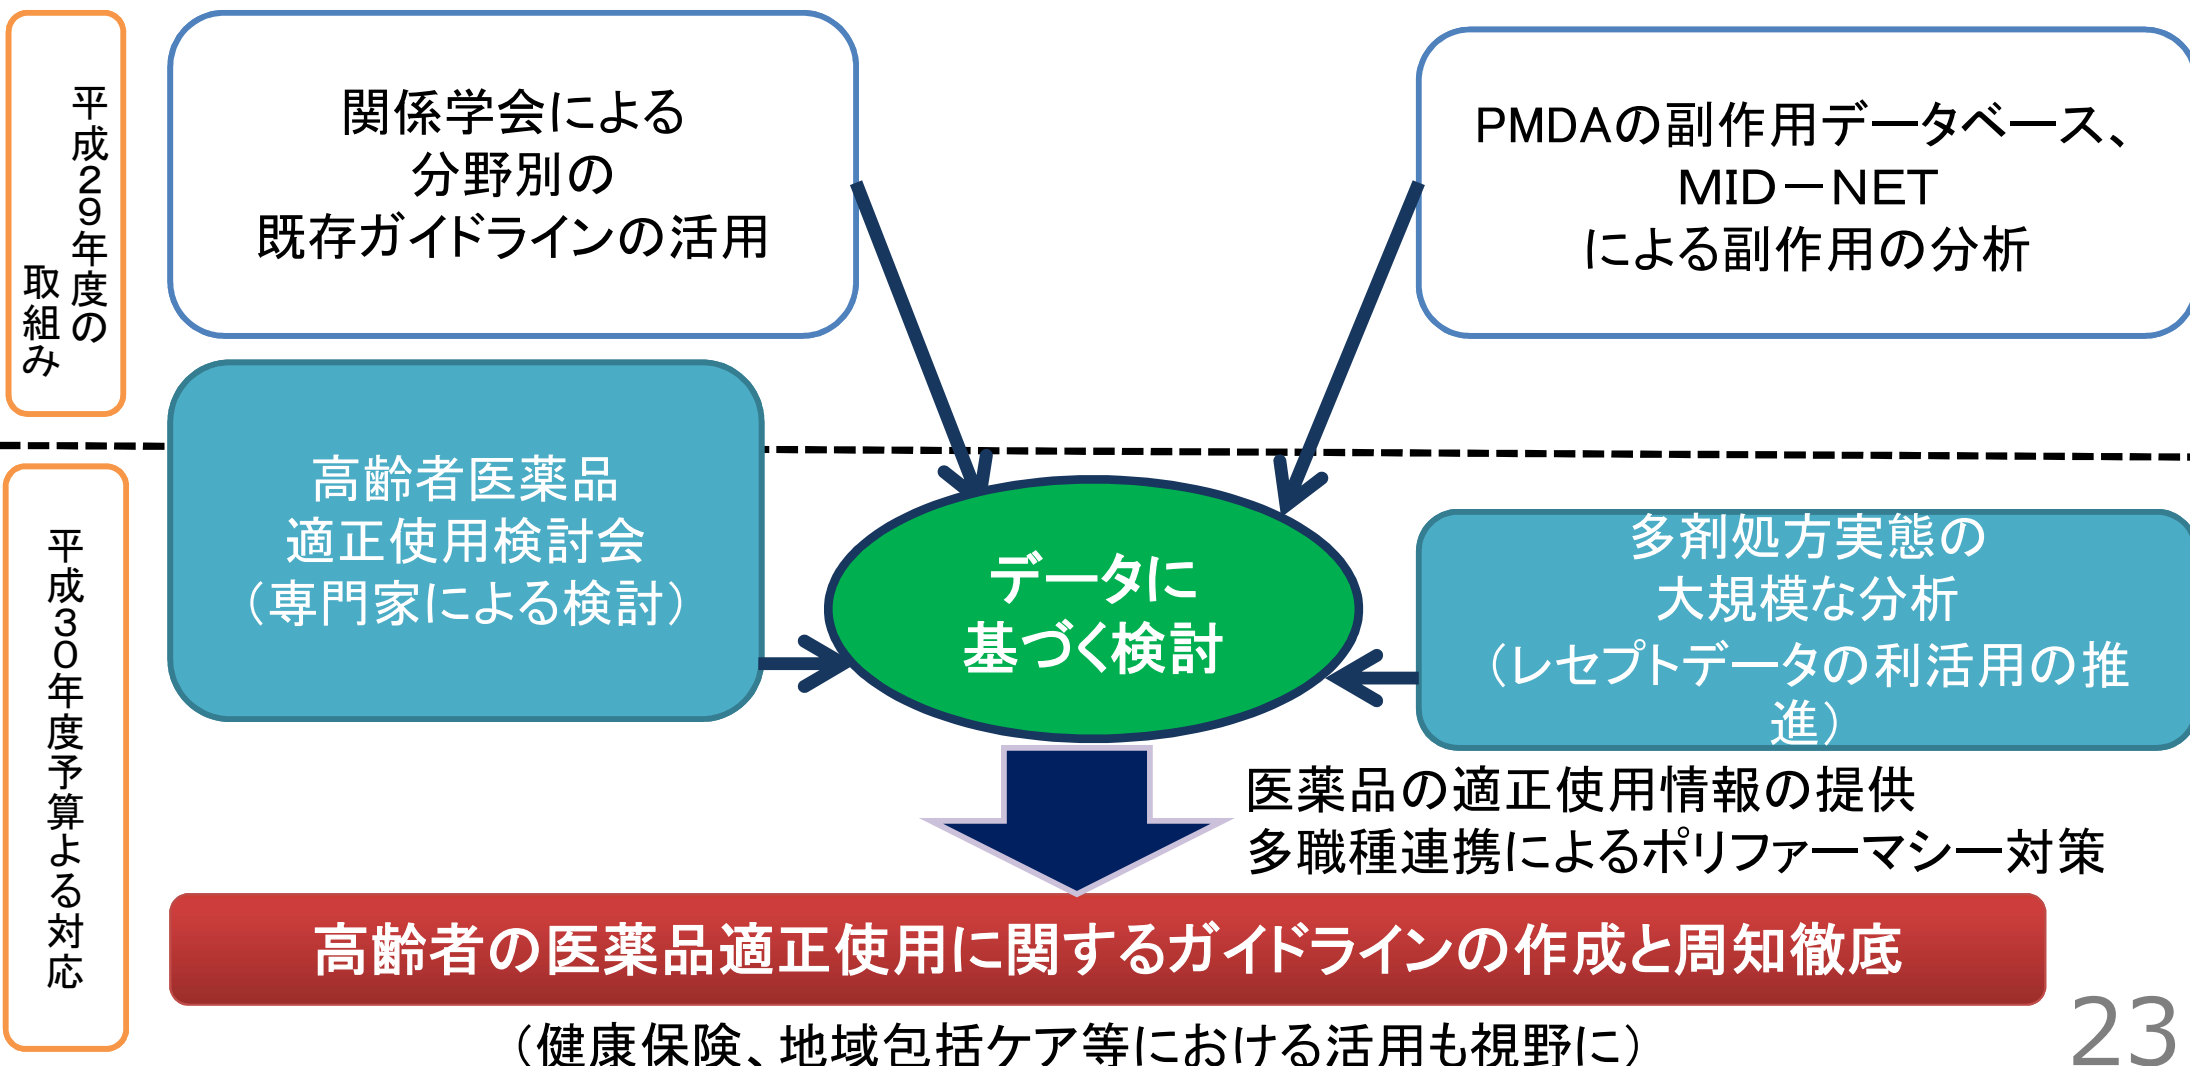 平成２９年度の
取組み
関係学会による
分野別の
既存ガイドラインの活用
PMDAの副作用データベース、
MID－NET
による副作用の分析
高齢者医薬品
適正使用検討会
（専門家による検討）
データに
基づく検討
多剤処方実態の
大規模な分析
（レセプトデータの利活用の推
進）
平成３０年度予算よる対応
医薬品の適正使用情報の提供
多職種連携によるポリファーマシー対策
高齢者の医薬品適正使用に関するガイドラインの作成と周知徹底
（健康保険、地域包括ケア等における活用も視野に）
23